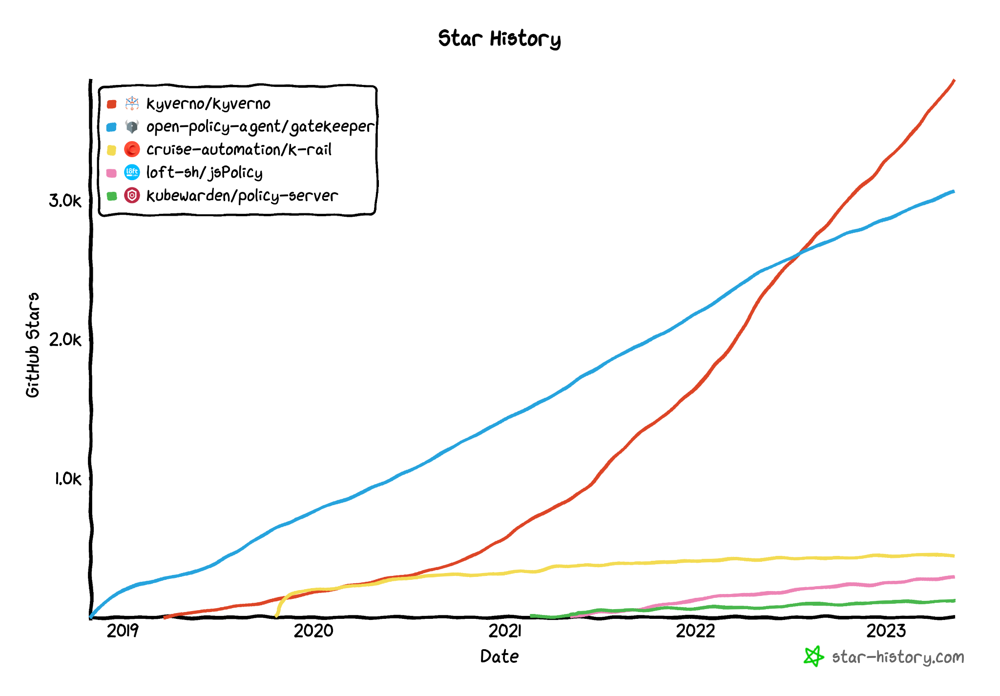 Star History
kyverno/kyverno
open-policy-agent/gatekeeper
cruise-automation/k-rail
loft-sh/jsPolicy
kubewarden/policy-server
3.0K
2.0K
1.0K
GitHub Stars
2019 2020 2021 2022 2023
Date
star-history.com